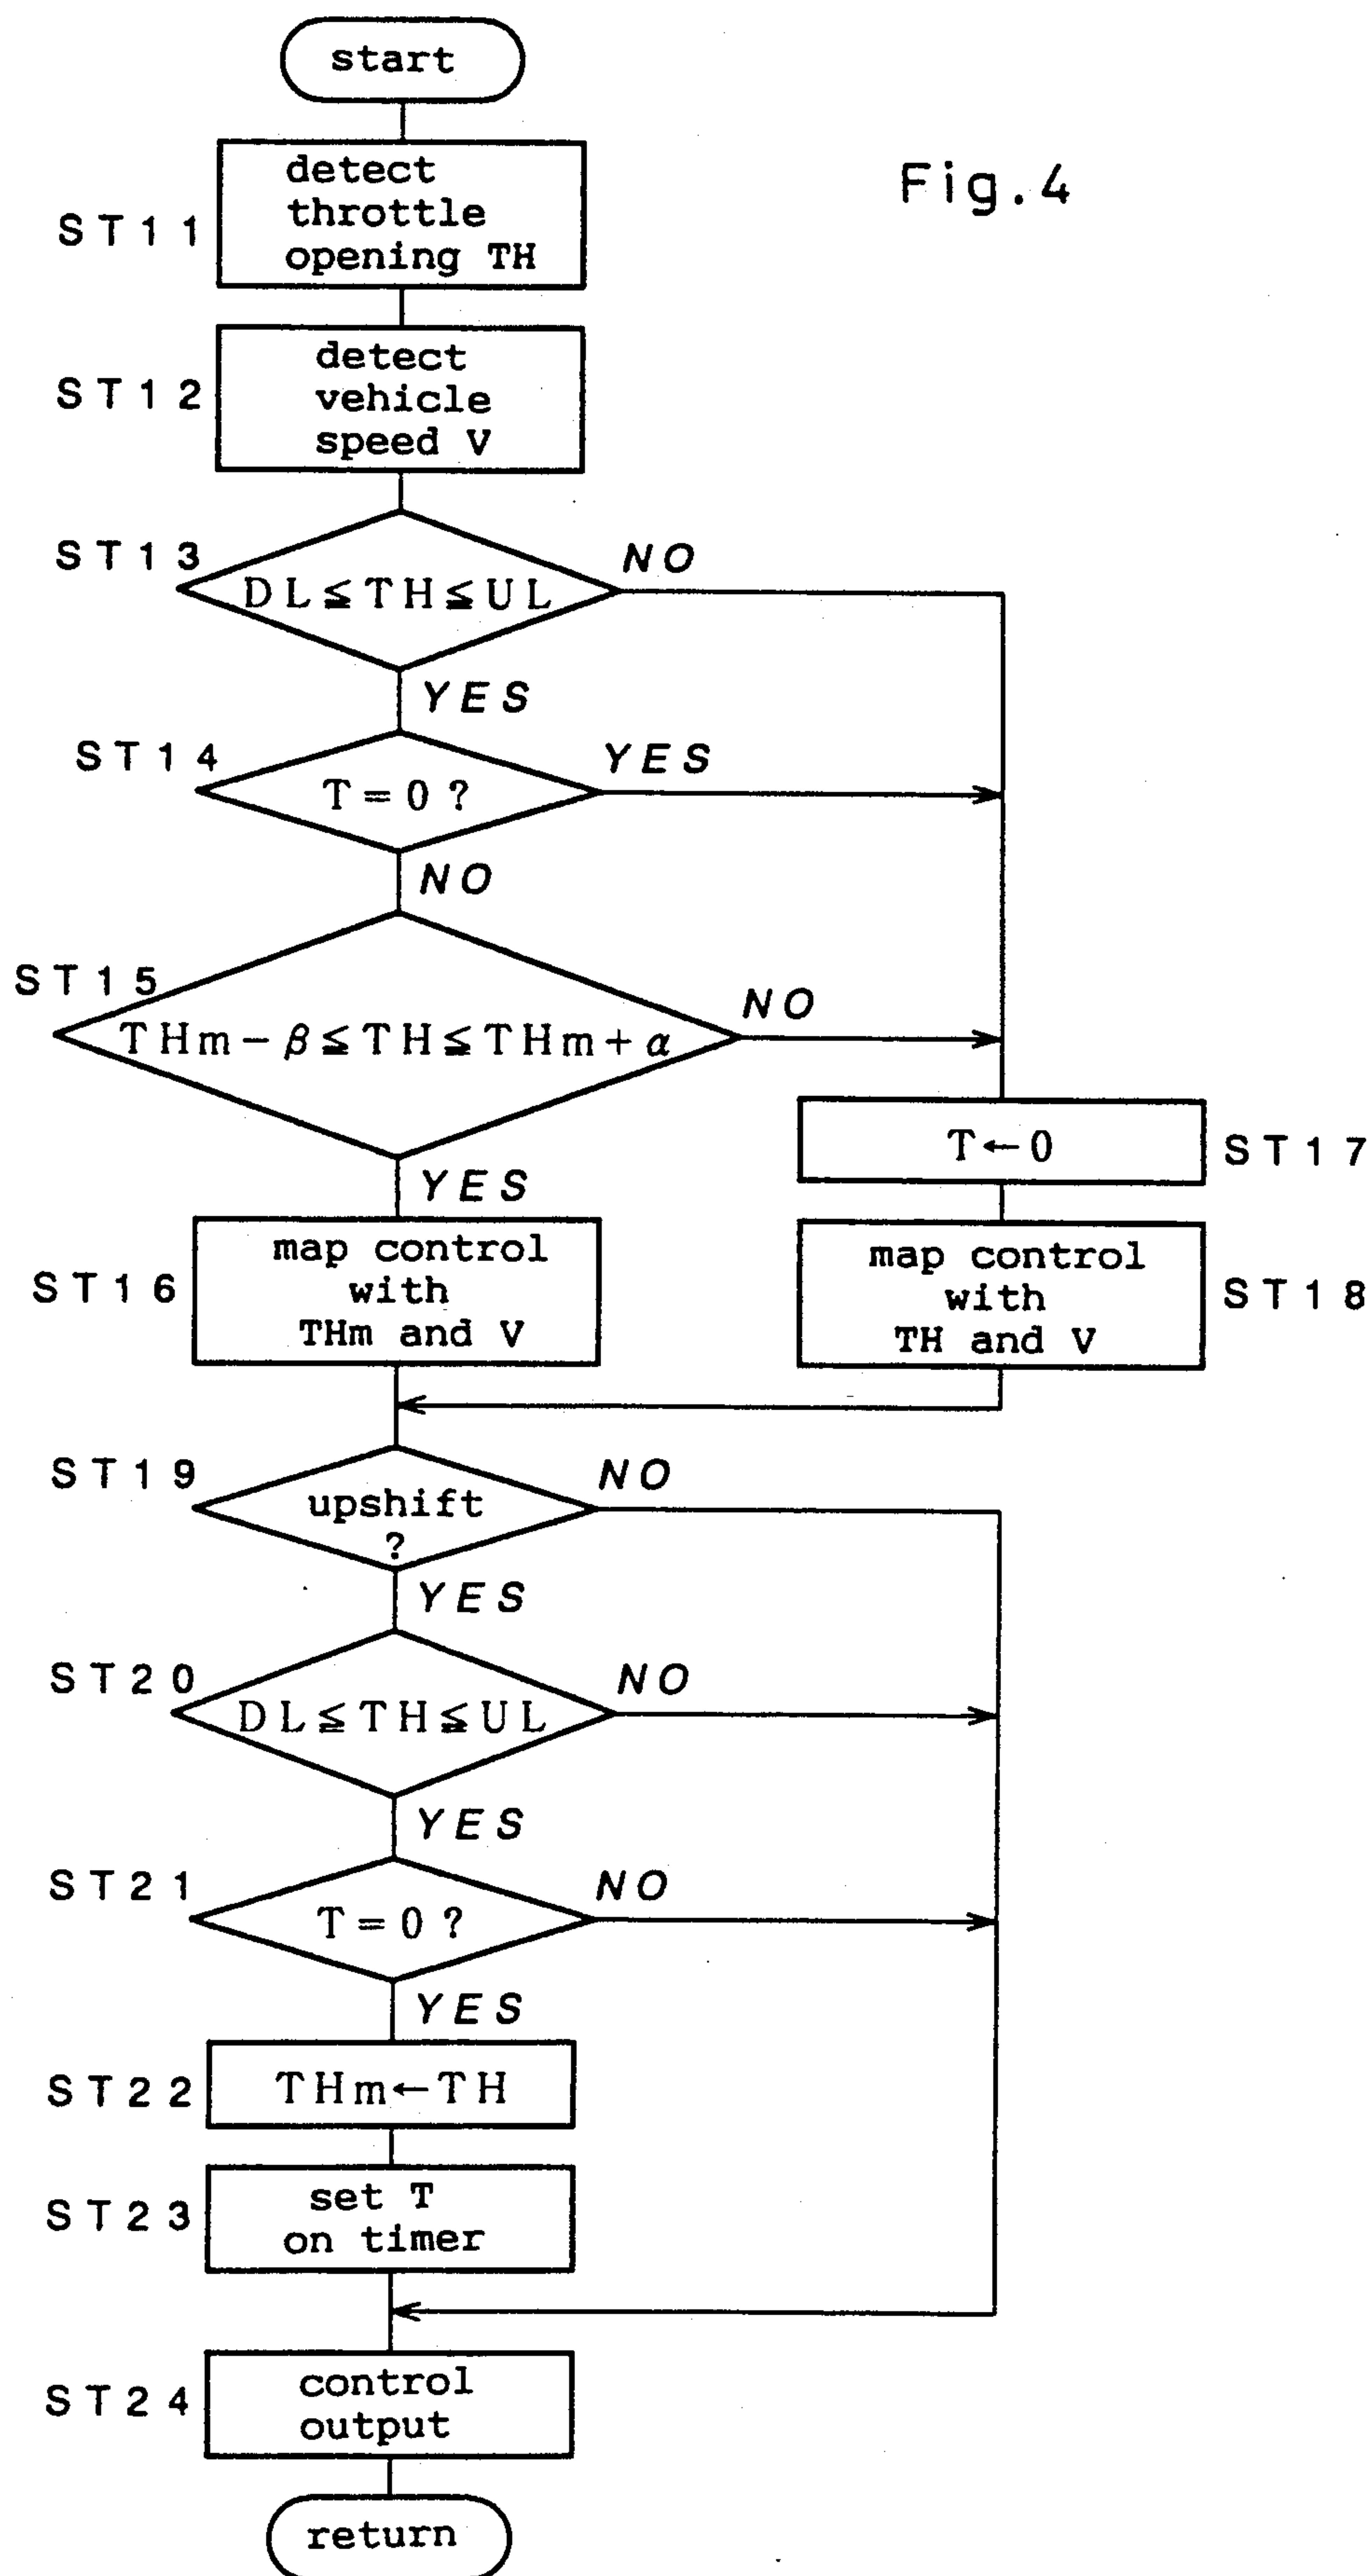 start
Fig.4
ST11
detect
throttle
opening TH
ST12
detect
vehicle
speed V
ST13
DL≦TH≦UL
NO
YES
ST14
T=0?
YES
NO
ST15
THm-β≦TH≦THm+α
NO
YES
T←0
ST17
ST16
map control
with
THm and V
map control
with
TH and V
ST18
ST19
upshift
?
NO
YES
ST20
DL≦TH≦UL
NO
YES
ST21
T=0?
NO
YES
ST22
THm←TH
ST23
set T
on timer
ST24
control
output
return